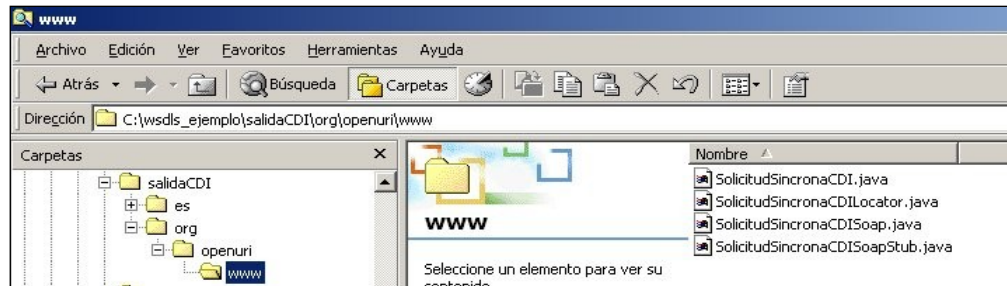 www
Archivo Edición Ver Favoritos Herramientas Ayuda
Atrás Búsqueda Carpetas
Dirección C:\wsdls_ejemplo\salidaCDI\org\openuri\www
Carpetas
salidaCDI
es
org
openuri
www
www
Seleccione un elemento para ver su
contenido.
Nombre
SolicitudSincronaCDI.java
SolicitudSincronaCDILocator.java
SolicitudSincronaCDISoap.java
SolicitudSincronaCDISoapStub.java